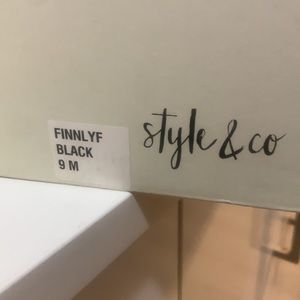 FINNLYF
BLACK
9 M
style & co